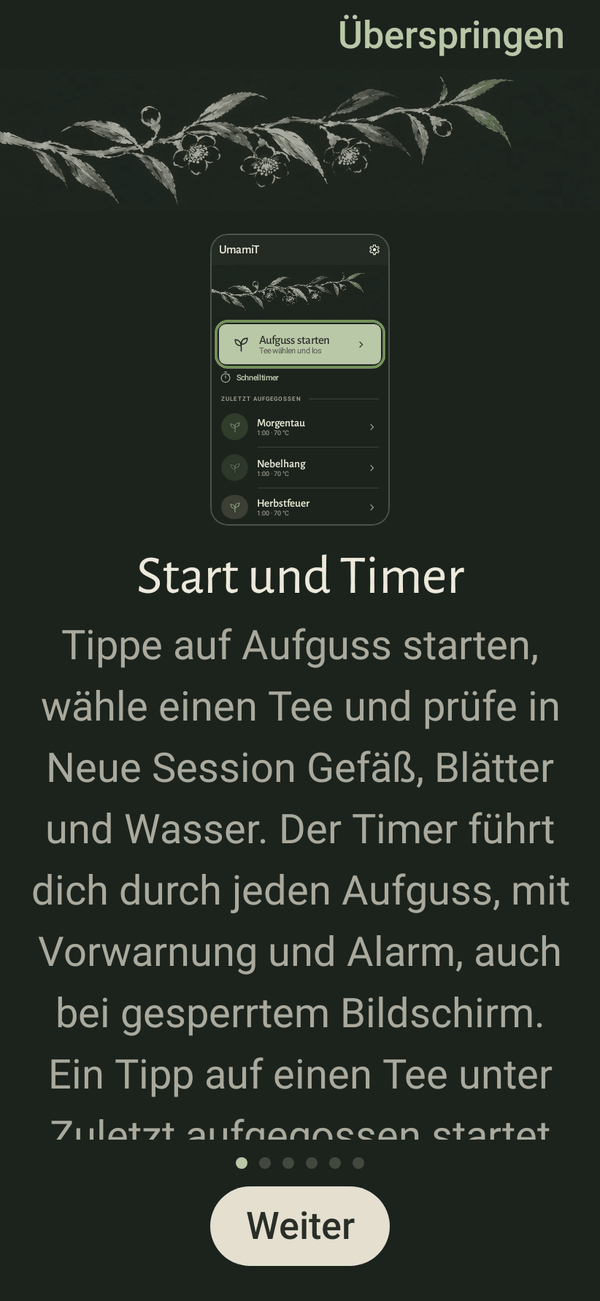 Überspringen
UmamiT
Aufguss starten
Tee wählen und los
Schnelltimer
ZULETZT AUFGEGOSSEN
Morgentau
1:00 · 70 °C
Nebelhang
1:00 · 70 °C
Herbstfeuer
1:00 · 70 °C
Start und Timer
Tippe auf Aufguss starten,
wähle einen Tee und prüfe in
Neue Session Gefäß, Blätter
und Wasser. Der Timer führt
dich durch jeden Aufguss, mit
Vorwarnung und Alarm, auch
bei gesperrtem Bildschirm.
Ein Tipp auf einen Tee unter
Zuletzt aufgegossen startet
Weiter